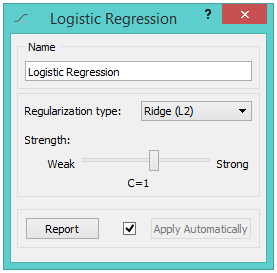 Logistic Regression ? ×
Name
Logistic Regression
Regularization type: Ridge (L2)
Strength:
Weak Strong
C=1
Report Apply Automatically